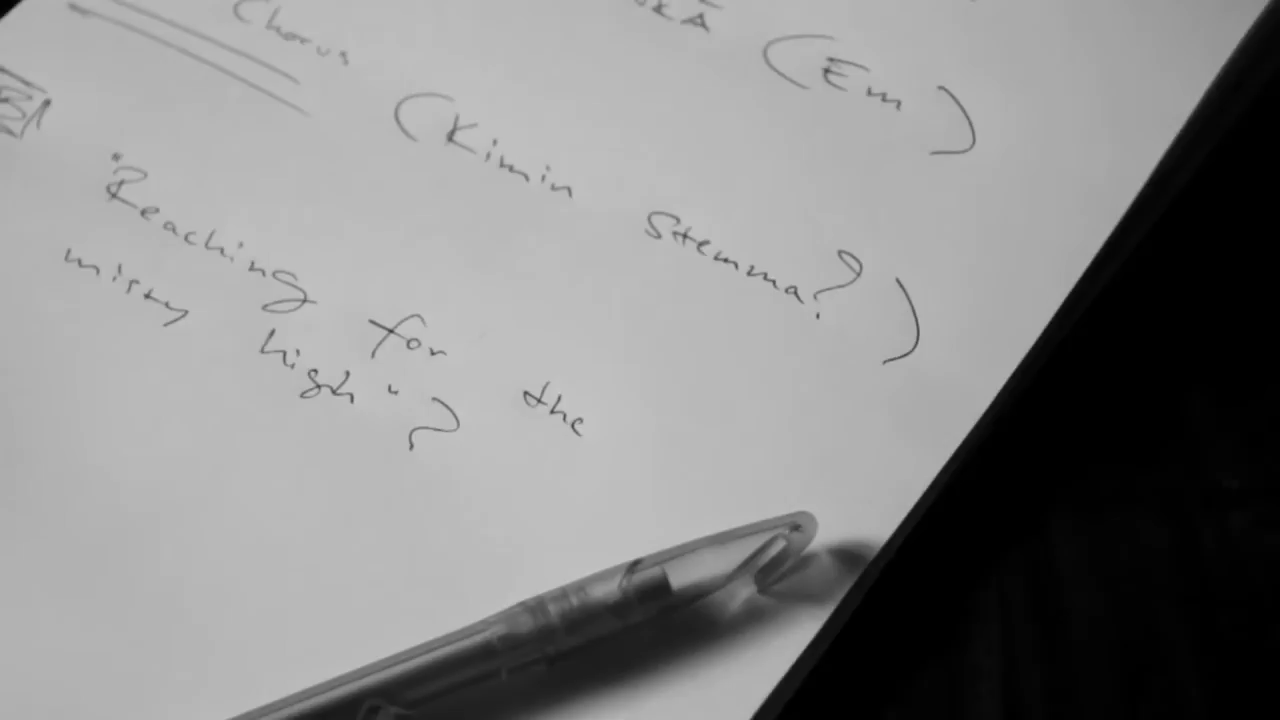 (Em)
Chorus (Kimin Stemma?)
B
"Reaching for the
misty high"?